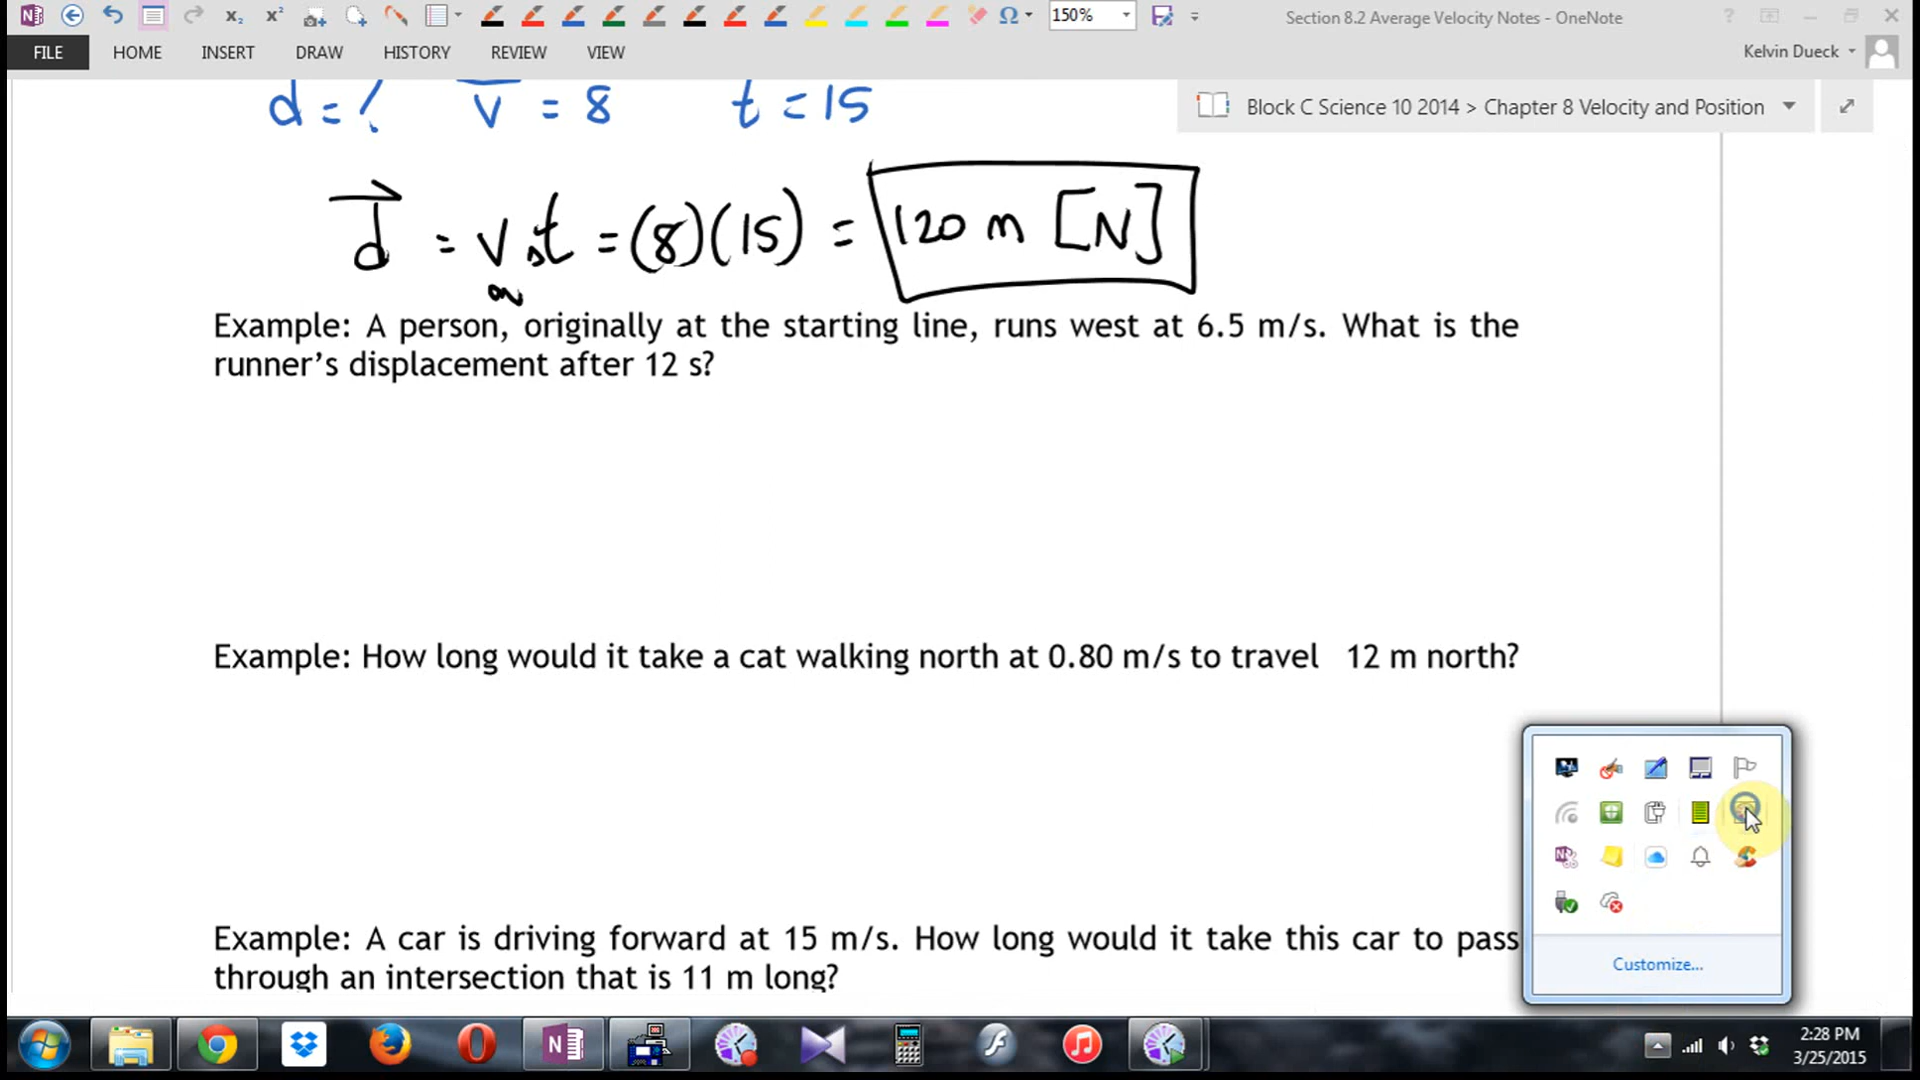 150%
Section 8.2 Average Velocity Notes - OneNote
FILE HOME INSERT DRAW HISTORY REVIEW VIEW
Kelvin Dueck
d = ? v = 8 t = 15
Block C Science 10 2014 > Chapter 8 Velocity and Position
d = v Δt = (8)(15) = 120 m [N]
av
Example: A person, originally at the starting line, runs west at 6.5 m/s. What is the
runner’s displacement after 12 s?
Example: How long would it take a cat walking north at 0.80 m/s to travel 12 m north?
Example: A car is driving forward at 15 m/s. How long would it take this car to pass
through an intersection that is 11 m long?
Customize...
2:28 PM
3/25/2015